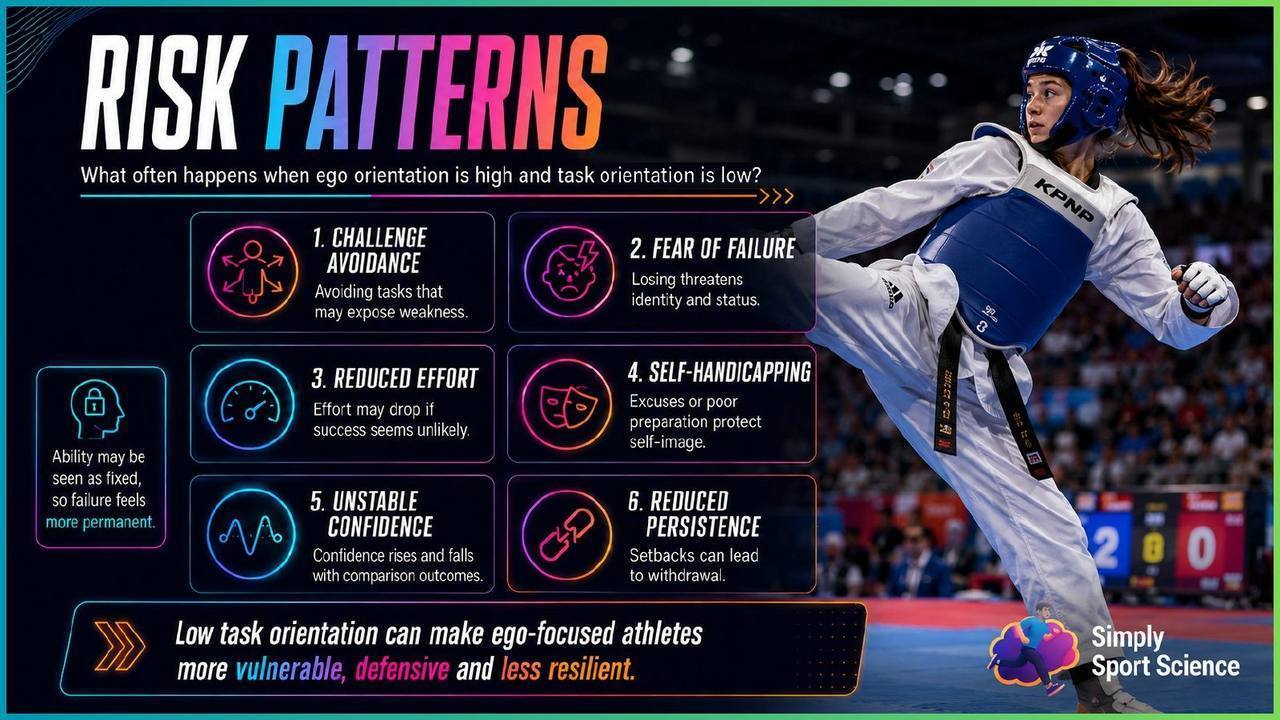 RISK PATTERNS
What often happens when ego orientation is high and task orientation is low?
1. CHALLENGE
AVOIDANCE
Avoiding tasks that
may expose weakness.
2. FEAR OF FAILURE
Losing threatens
identity and status.
3. REDUCED EFFORT
Effort may drop if
success seems unlikely.
4. SELF-HANDICAPPING
Excuses or poor
preparation protect
self-image.
Ability may be
seen as fixed,
so failure feels
more permanent.
5. UNSTABLE
CONFIDENCE
Confidence rises and falls
with comparison outcomes.
6. REDUCED
PERSISTENCE
Setbacks can lead
to withdrawal.
Low task orientation can make ego-focused athletes
more vulnerable, defensive and less resilient.
KPNP
adidas
2 0 0
Simply
Sport Science